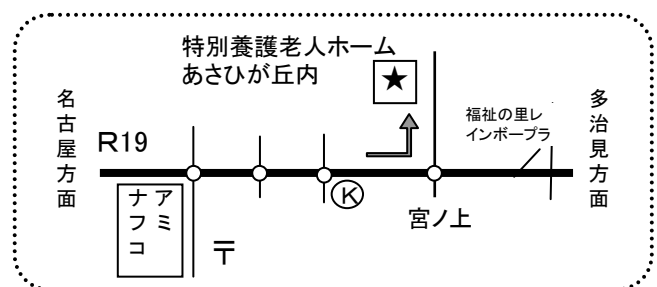 特別養護老人ホーム
あさひが丘内
★
名古屋方面
R19
福祉の里レ
インボープラ
多治見方面
アミ
ナフコ
〒
Ⓚ
宮ノ上